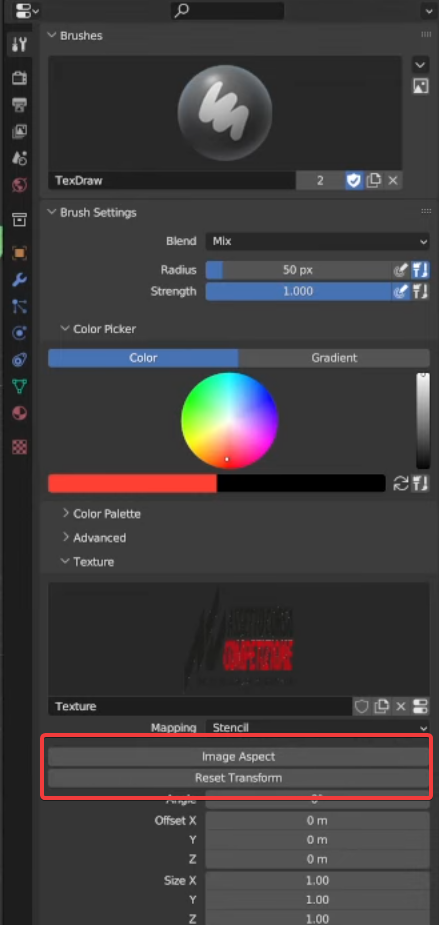 Brushes
TexDraw 2
Brush Settings
Blend Mix
Radius 50 px
Strength 1.000
Color Picker
Color Gradient
Color Palette
Advanced
Texture
Texture
Mapping Stencil
Image Aspect
Reset Transform
Angle 0°
Offset X 0 m
Y 0 m
Z 0 m
Size X 1.00
Y 1.00
Z 1.00